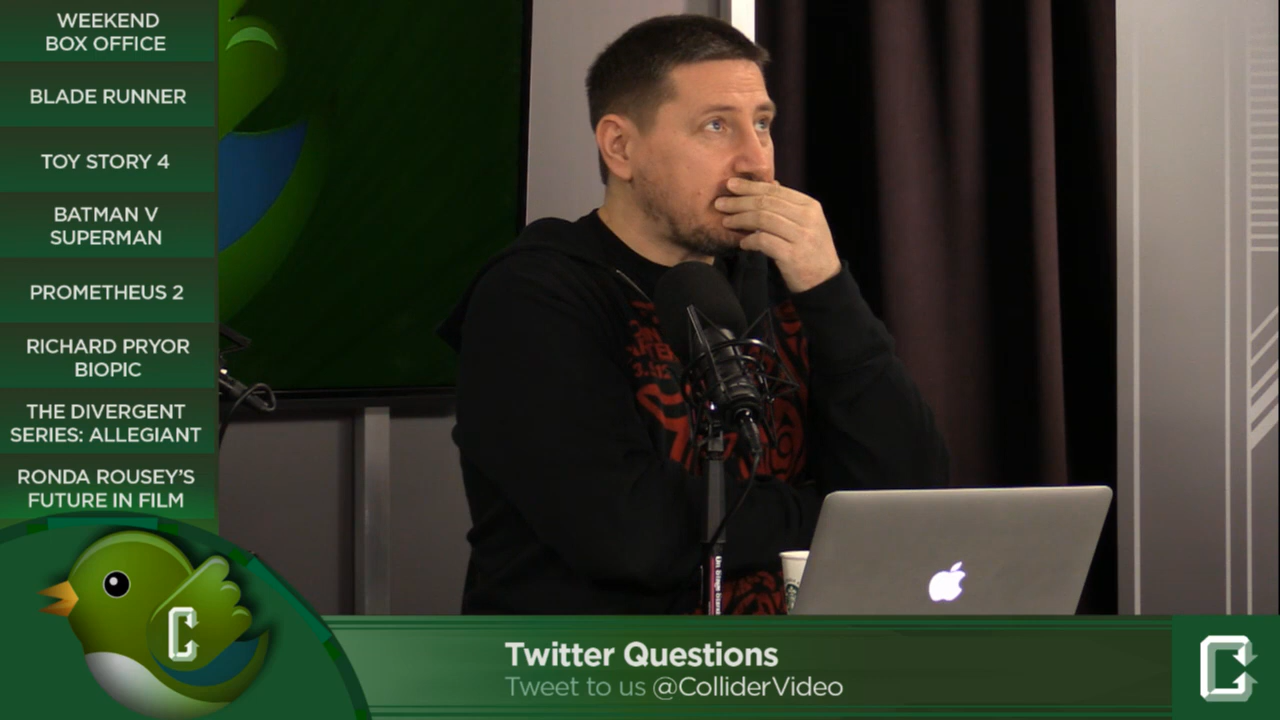 WEEKEND
BOX OFFICE
BLADE RUNNER
TOY STORY 4
BATMAN V
SUPERMAN
PROMETHEUS 2
RICHARD PRYOR
BIOPIC
THE DIVERGENT
SERIES: ALLEGIANT
RONDA ROUSEY'S
FUTURE IN FILM
Twitter Questions
Tweet to us @ColliderVideo